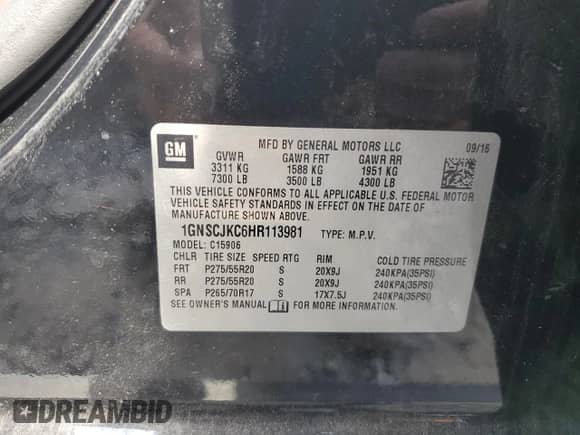 GM
MFD BY GENERAL MOTORS LLC 09/16
GVWR GAWR FRT GAWR RR
3311 KG 1588 KG 1951 KG
7300 LB 3500 LB 4300 LB
THIS VEHICLE CONFORMS TO ALL APPLICABLE U.S. FEDERAL MOTOR
VEHICLE SAFETY STANDARDS IN EFFECT ON THE DATE OF
MANUFACTURE SHOWN ABOVE.
1GNSCJKC6HR113981 TYPE: M.P.V.
MODEL: C15906
CHLR TIRE SIZE SPEED RTG RIM COLD TIRE PRESSURE
FRT P275/55R20 S 20X9J 240KPA(35PSI)
RR P275/55R20 S 20X9J 240KPA(35PSI)
SPA P265/70R17 S 17X7.5J 240KPA(35PSI)
SEE OWNER'S MANUAL FOR MORE INFORMATION.
DREAMBID